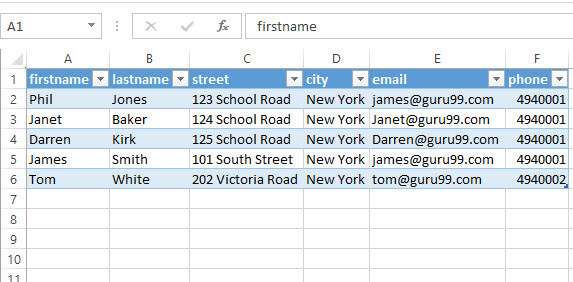 A1 fx firstname
A B C D E F
1 firstname lastname street city email phone
2 Phil Jones 123 School Road New York james@guru99.com 4940001
3 Janet Baker 124 School Road New York Janet@guru99.com 4940001
4 Darren Kirk 125 School Road New York Darren@guru99.com 4940001
5 James Smith 101 South Street New York james@guru99.com 4940001
6 Tom White 202 Victoria Road New York tom@guru99.com 4940002
7
8
9
10
11